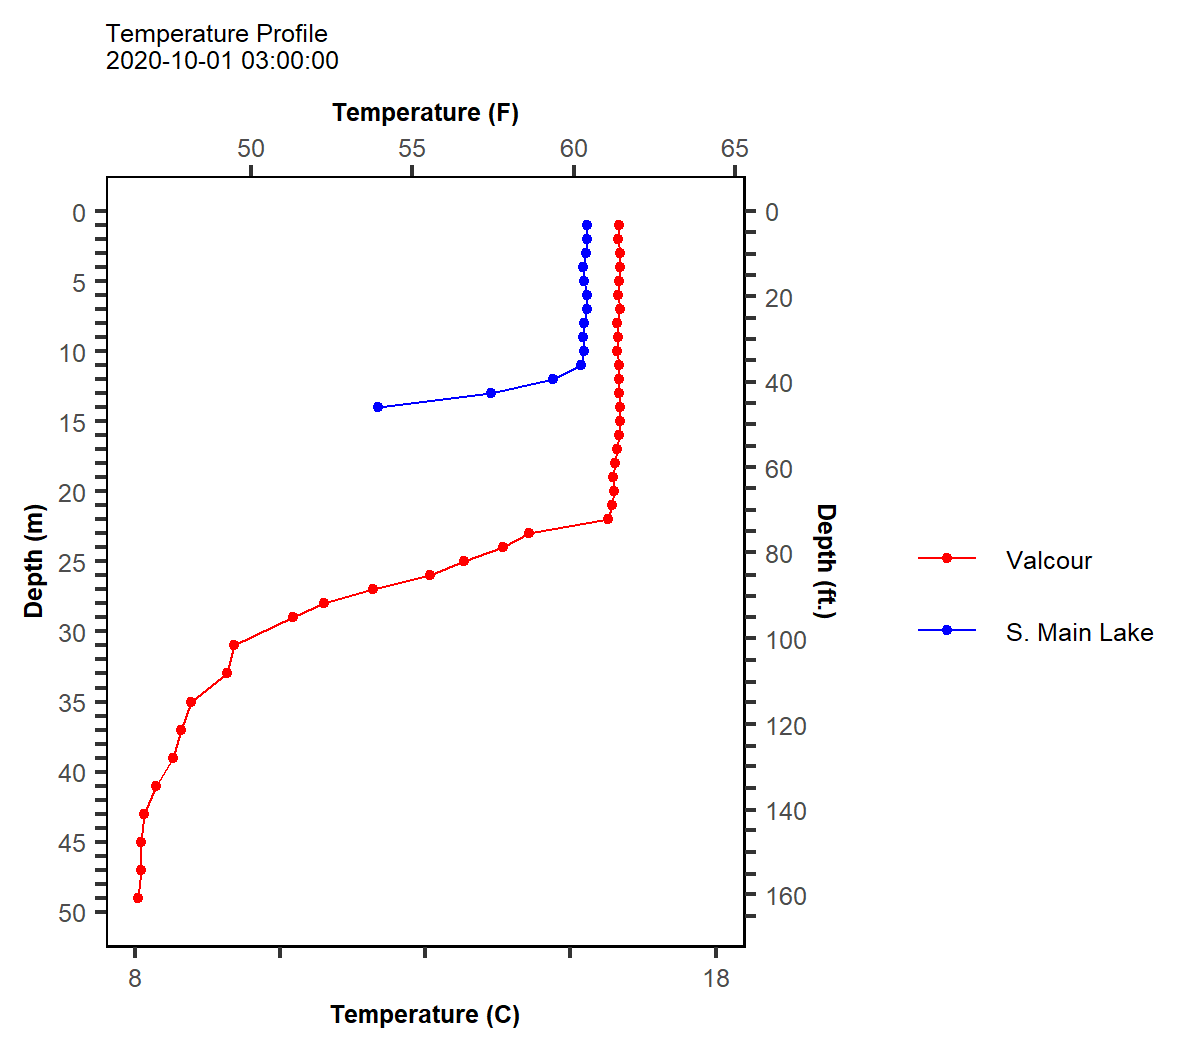 Temperature Profile
2020-10-01 03:00:00
Temperature (F)
50 55 60 65
0
5
10
15
20
25
30
35
40
45
50
Depth (m)
0
20
40
60
80
100
120
140
160
Depth (ft.)
Valcour
S. Main Lake
8 18
Temperature (C)